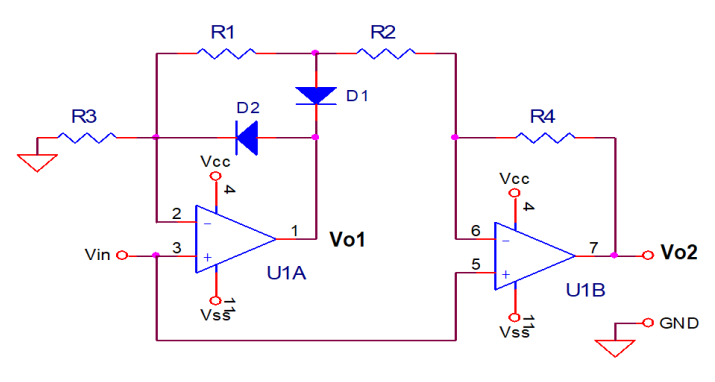 R1
R2
D1
R3
D2
R4
Vcc
4
Vcc
4
2
-
1
Vo1
Vin
3
+
6
-
7
Vo2
5
+
U1A
U1B
11
Vss
11
Vss
GND